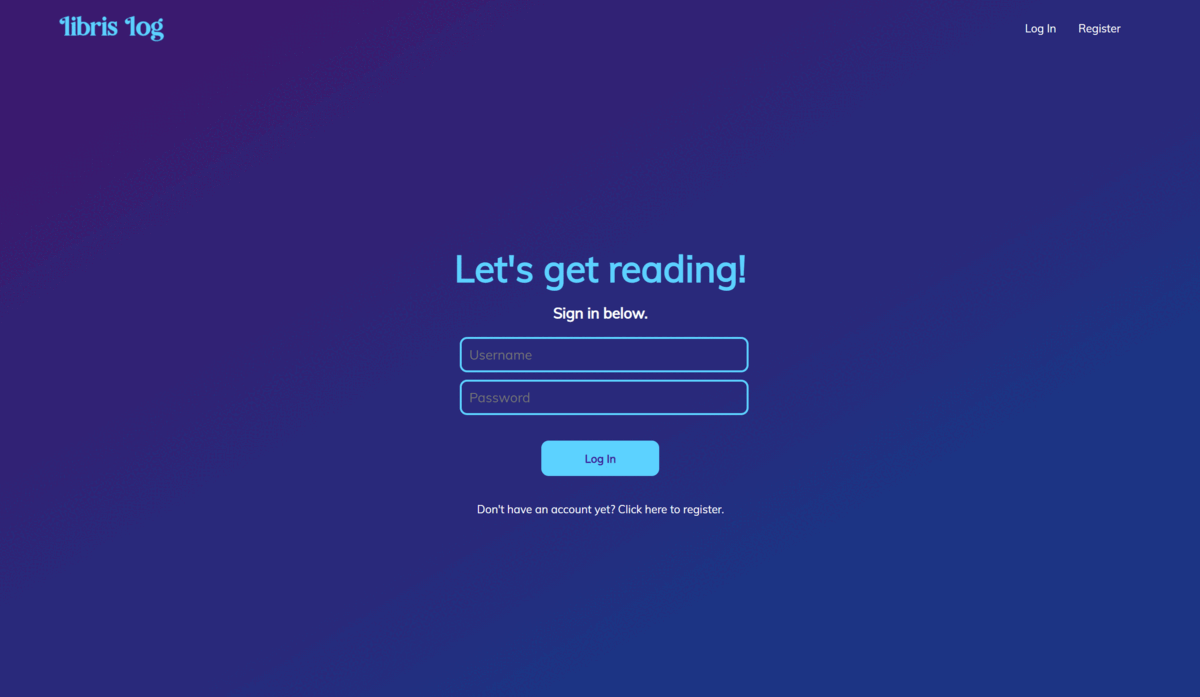 libris log
Log In
Register
Let's get reading!
Sign in below.
Username
Password
Log In
Don't have an account yet? Click here to register.